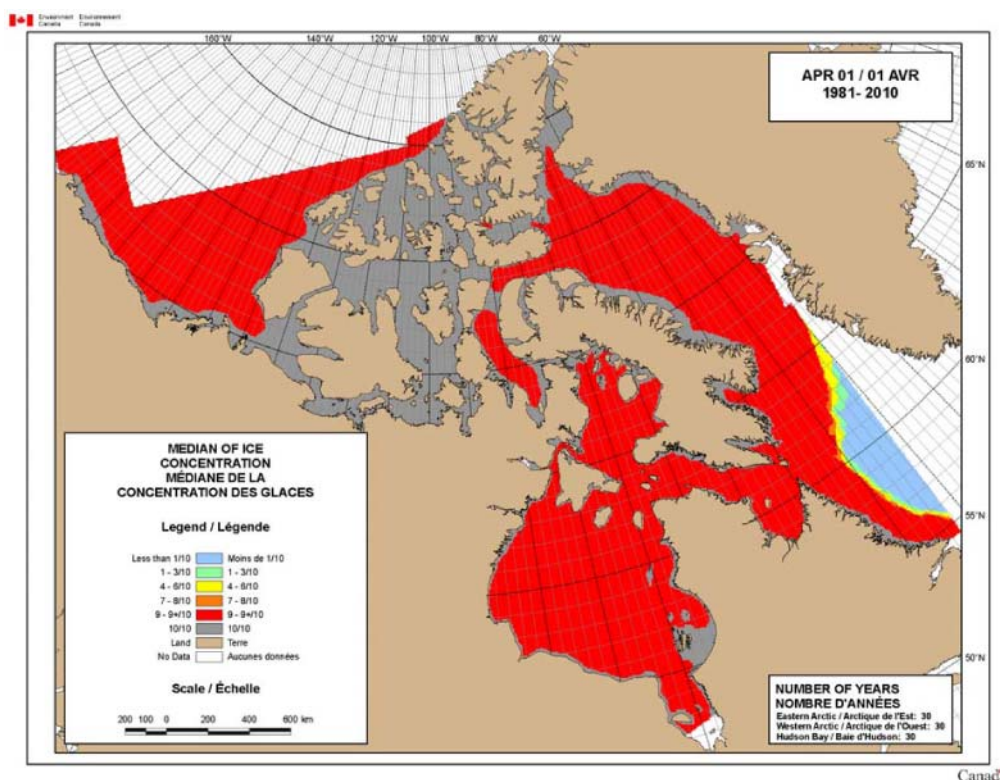 Environment Environnement
Canada Canada
160°W 140°W 120°W 100°W 80°W 60°W
APR 01 / 01 AVR
1981- 2010
65°N
60°N
55°N
50°N
MEDIAN OF ICE
CONCENTRATION
MÉDIANE DE LA
CONCENTRATION DES GLACES
Legend / Légende
Less than 1/10 Moins de 1/10
1 - 3/10 1 - 3/10
4 - 6/10 4 - 6/10
7 - 8/10 7 - 8/10
9 - 9+/10 9 - 9+/10
10/10 10/10
Land Terre
No Data Aucunes données
Scale / Échelle
200 100 0 200 400 600 km
NUMBER OF YEARS
NOMBRE D'ANNÉES
Eastern Arctic / Arctique de l'Est: 30
Western Arctic / Arctique de l'Ouest: 30
Hudson Bay / Baie d'Hudson: 30
Canad